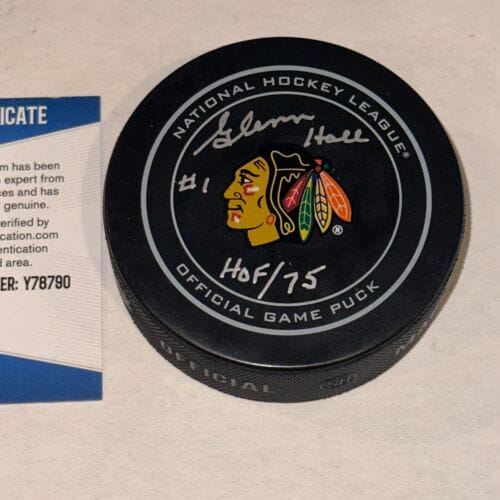 CATE
m has been
expert from
ces and has
genuine.
erified by
cation.com
entication
d area.
ER: Y78790
NATIONAL HOCKEY LEAGUE®
Glenn Hall
#1
®
HOF/75
OFFICIAL GAME PUCK
OFFICIAL